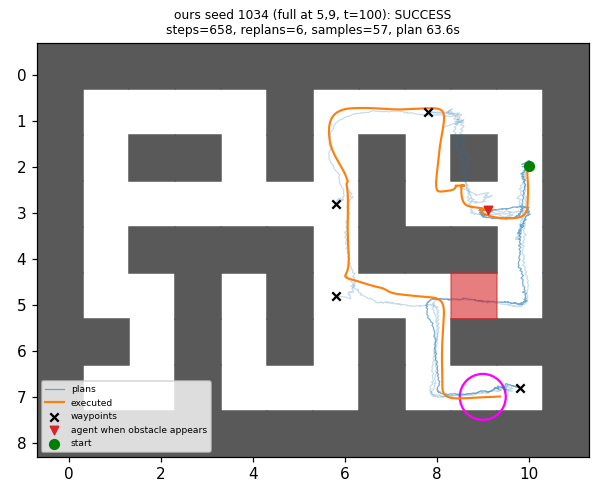 ours seed 1034 (full at 5,9, t=100): SUCCESS
steps=658, replans=6, samples=57, plan 63.6s
0
1
2
3
4
5
6
7
8
plans
executed
waypoints
agent when obstacle appears
start
0 2 4 6 8 10